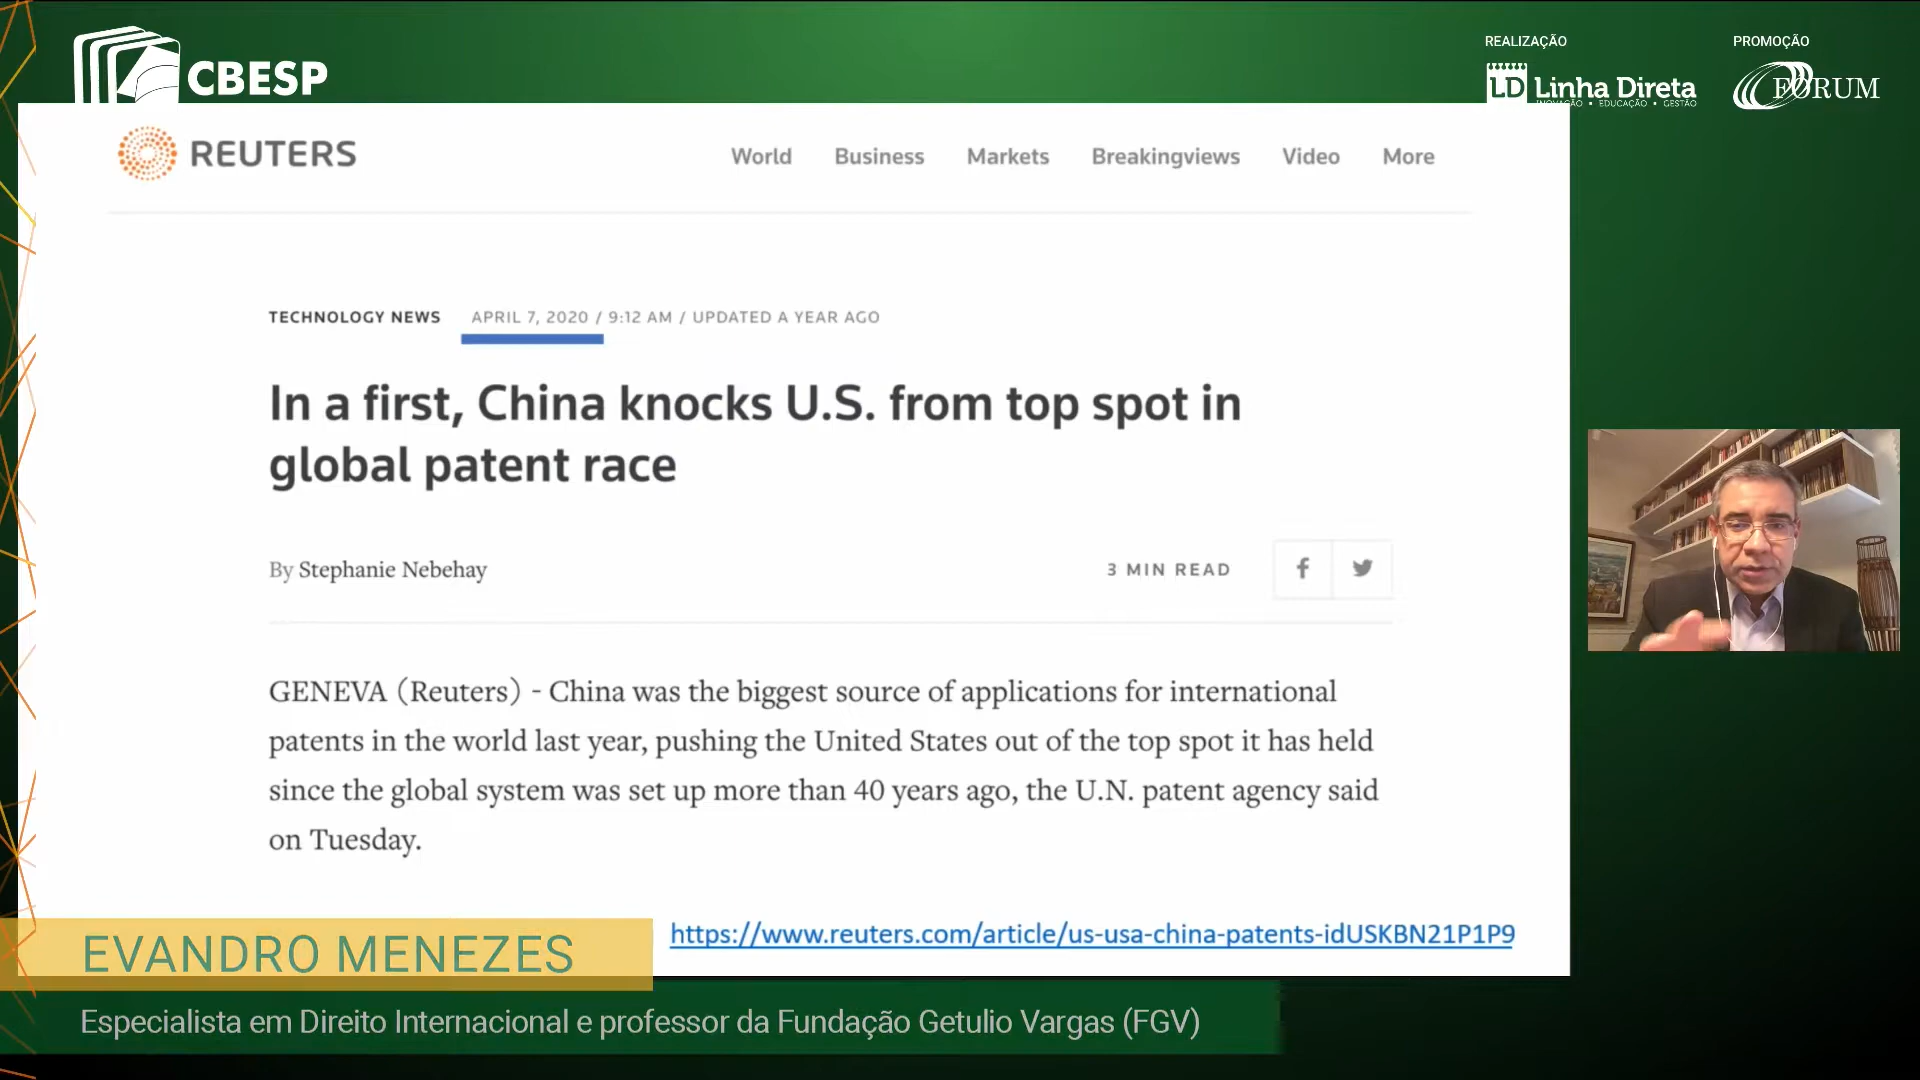 CBESP
REALIZAÇÃO
PROMOÇÃO
LD Linha Direta
INOVAÇÃO • EDUCAÇÃO • GESTÃO
FÓRUM
REUTERS
World Business Markets Breakingviews Video More
TECHNOLOGY NEWS APRIL 7, 2020 / 9:12 AM / UPDATED A YEAR AGO
In a first, China knocks U.S. from top spot in
global patent race
By Stephanie Nebehay
3 MIN READ
GENEVA (Reuters) - China was the biggest source of applications for international
patents in the world last year, pushing the United States out of the top spot it has held
since the global system was set up more than 40 years ago, the U.N. patent agency said
on Tuesday.
https://www.reuters.com/article/us-usa-china-patents-idUSKBN21P1P9
EVANDRO MENEZES
Especialista em Direito Internacional e professor da Fundação Getulio Vargas (FGV)